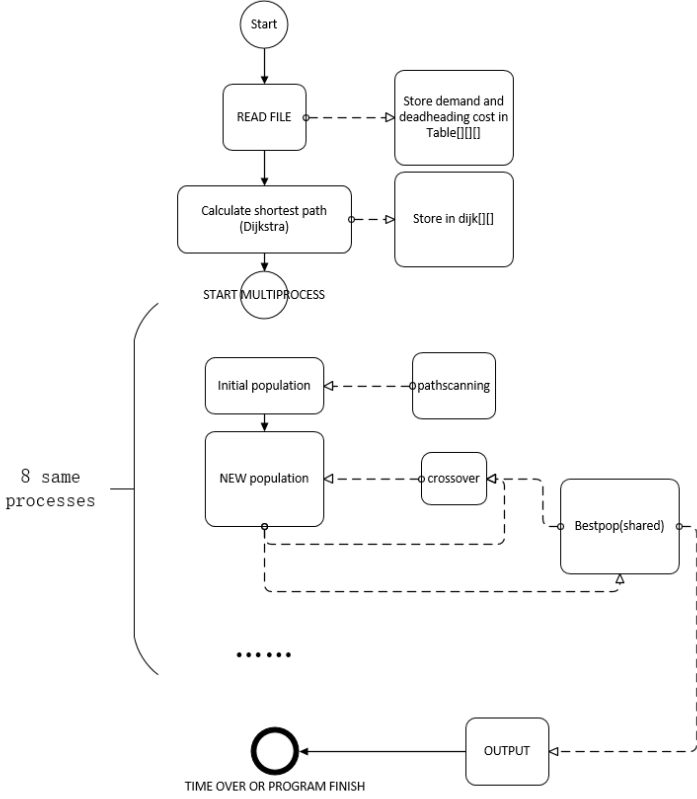 Start
READ FILE
Store demand and
deadheading cost in
Table[][][]
Calculate shortest path
(Dijkstra)
Store in dijk[][]
START MULTIPROCESS
Initial population
pathscanning
8 same
processes
NEW population
crossover
Bestpop(shared)
......
OUTPUT
TIME OVER OR PROGRAM FINISH